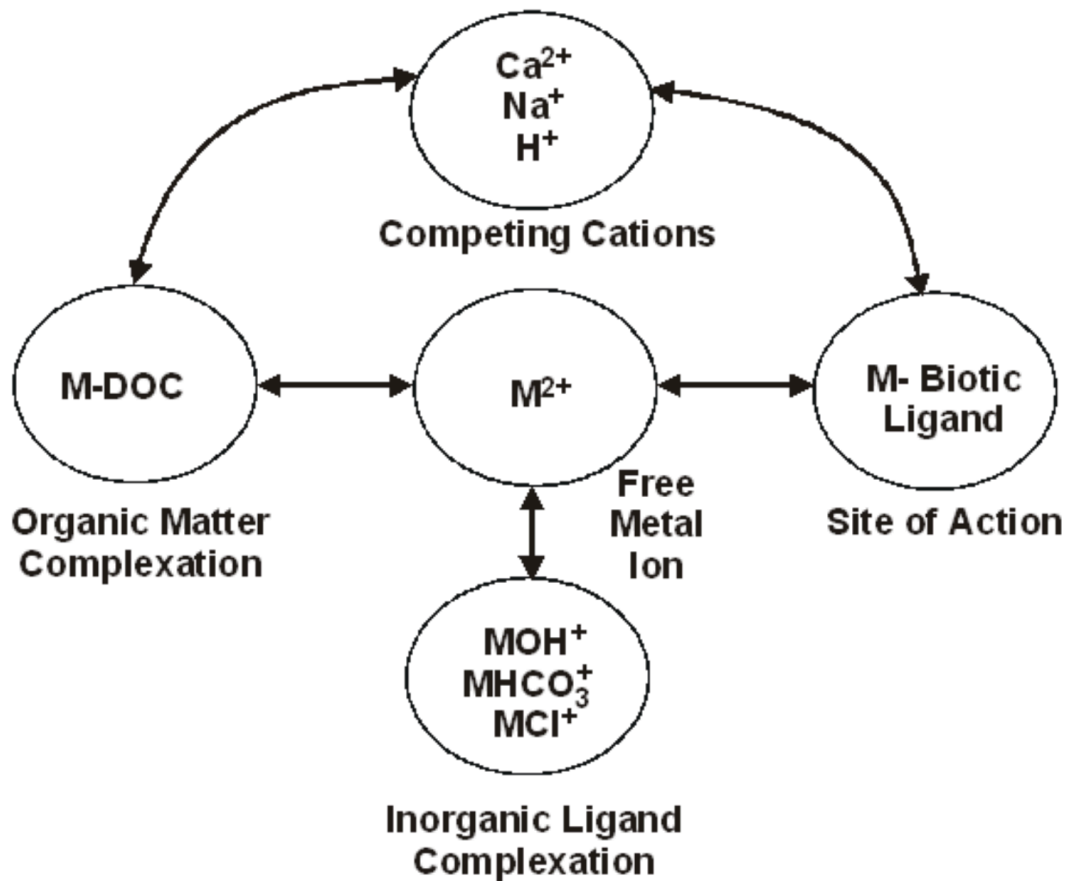 Ca²⁺
Na⁺
H⁺
Competing Cations
M-DOC
M²⁺
M- Biotic
Ligand
Organic Matter
Complexation
Free
Metal
Ion
Site of Action
MOH⁺
MHCO₃⁺
MCl⁺
Inorganic Ligand
Complexation